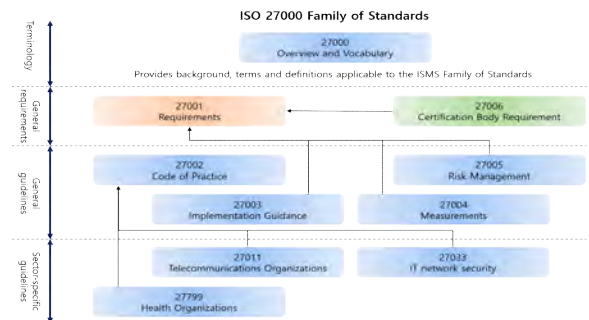 ISO 27000 Family of Standards
Terminology
27000
Overview and Vocabulary
Provides background, terms and definitions applicable to the ISMS Family of Standards
General
requirements
27001
Requirements
27006
Certification Body Requirement
General
guidelines
27002
Code of Practice
27005
Risk Management
27003
Implementation Guidance
27004
Measurements
Sector-specific
guidelines
27011
Telecommunications Organizations
27033
IT network security
27799
Health Organizations